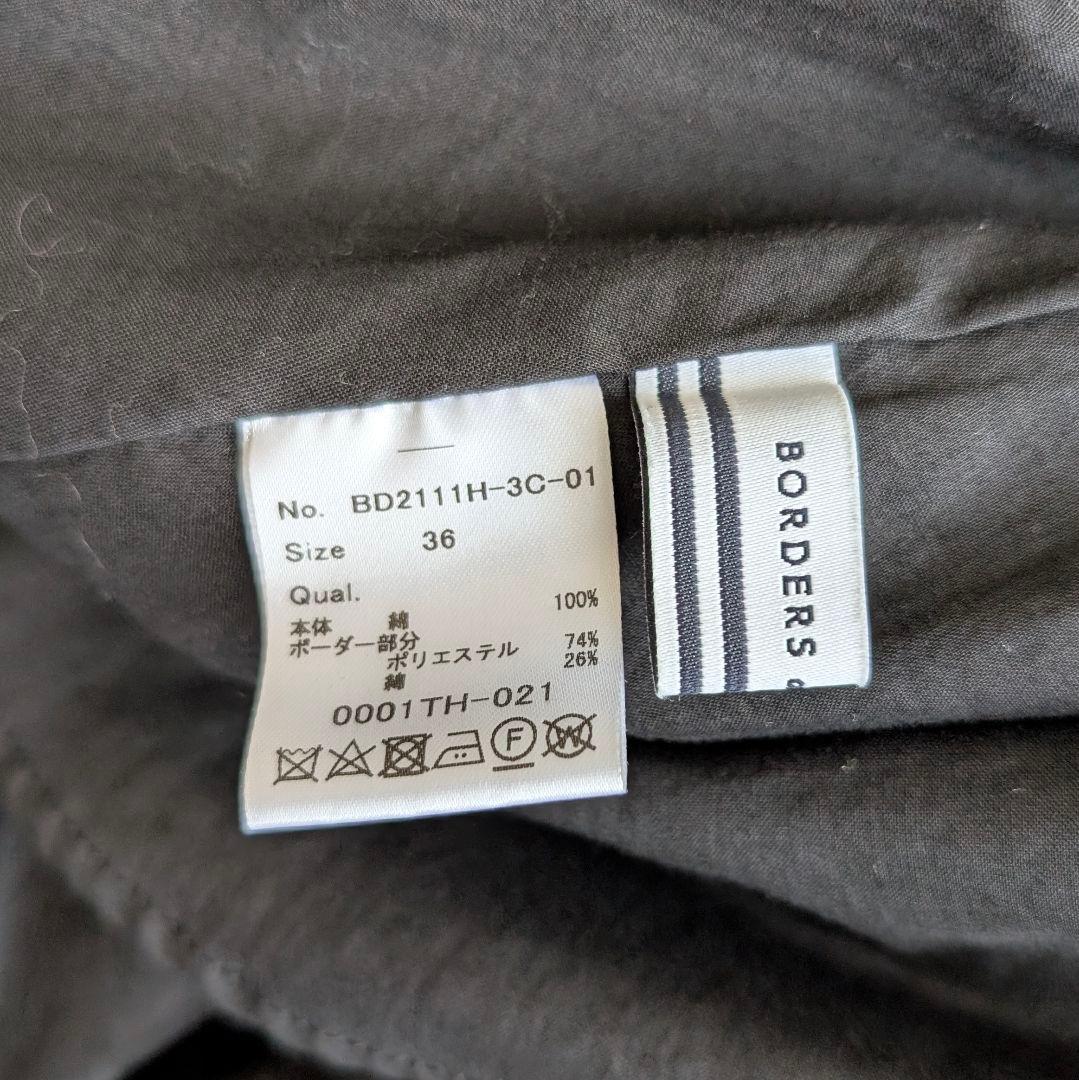 No. BD2111H-3C-01
Size 36
Qual.
本体 綿 100%
ボーダー部分
ポリエステル 74%
綿 26%
0001TH-021
F W
BORDERS